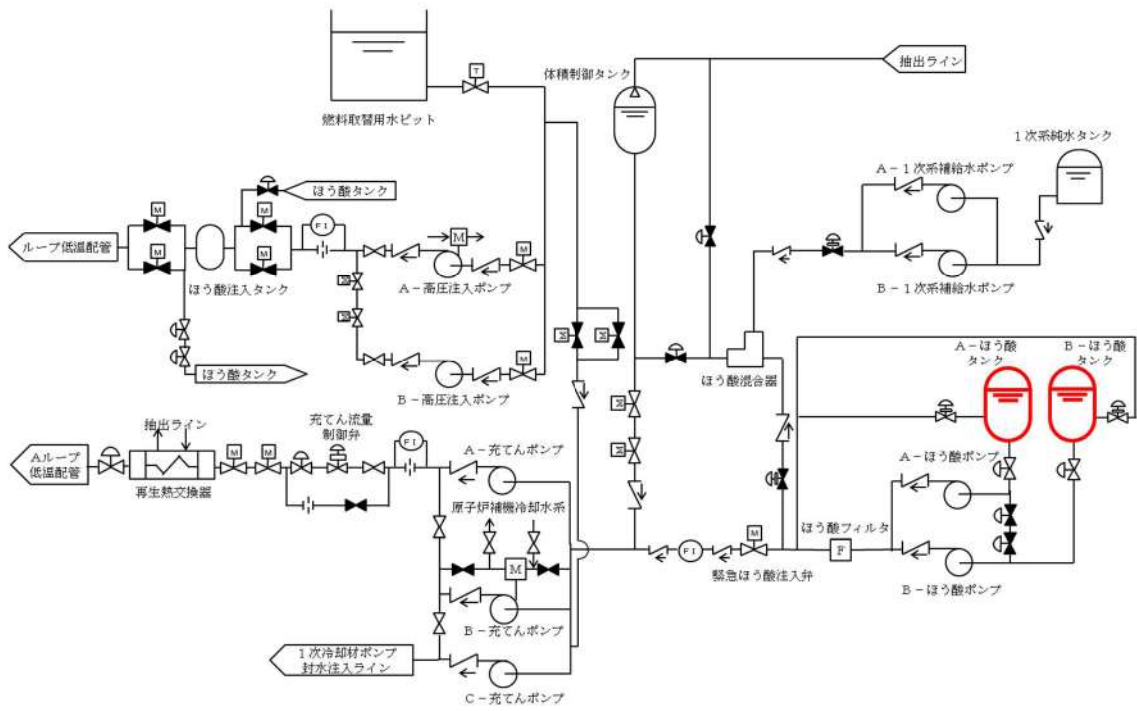 抽出ライン
体積制御タンク
T
燃料取替用水ピット
1次系純水タンク
A-1次系補給水ポンプ
M
ほう酸タンク
M
FI
M
ループ低温配管
M
M
M
ほう酸注入タンク
A-高圧注入ポンプ
B-1次系補給水ポンプ
M
M
M
M
M
ほう酸タンク
B-高圧注入ポンプ
ほう酸混合器
A-ほう酸
タンク
B-ほう酸
タンク
M
抽出ライン
充てん流量
制御弁
FI
A-充てんポンプ
M
Aループ
低温配管
M
M
再生熱交換器
原子炉補機冷却水系
A-ほう酸ポンプ
ほう酸フィルタ
M
FI
M
F
緊急ほう酸注入弁
B-ほう酸ポンプ
B-充てんポンプ
1次冷却材ポンプ
封水注入ライン
C-充てんポンプ